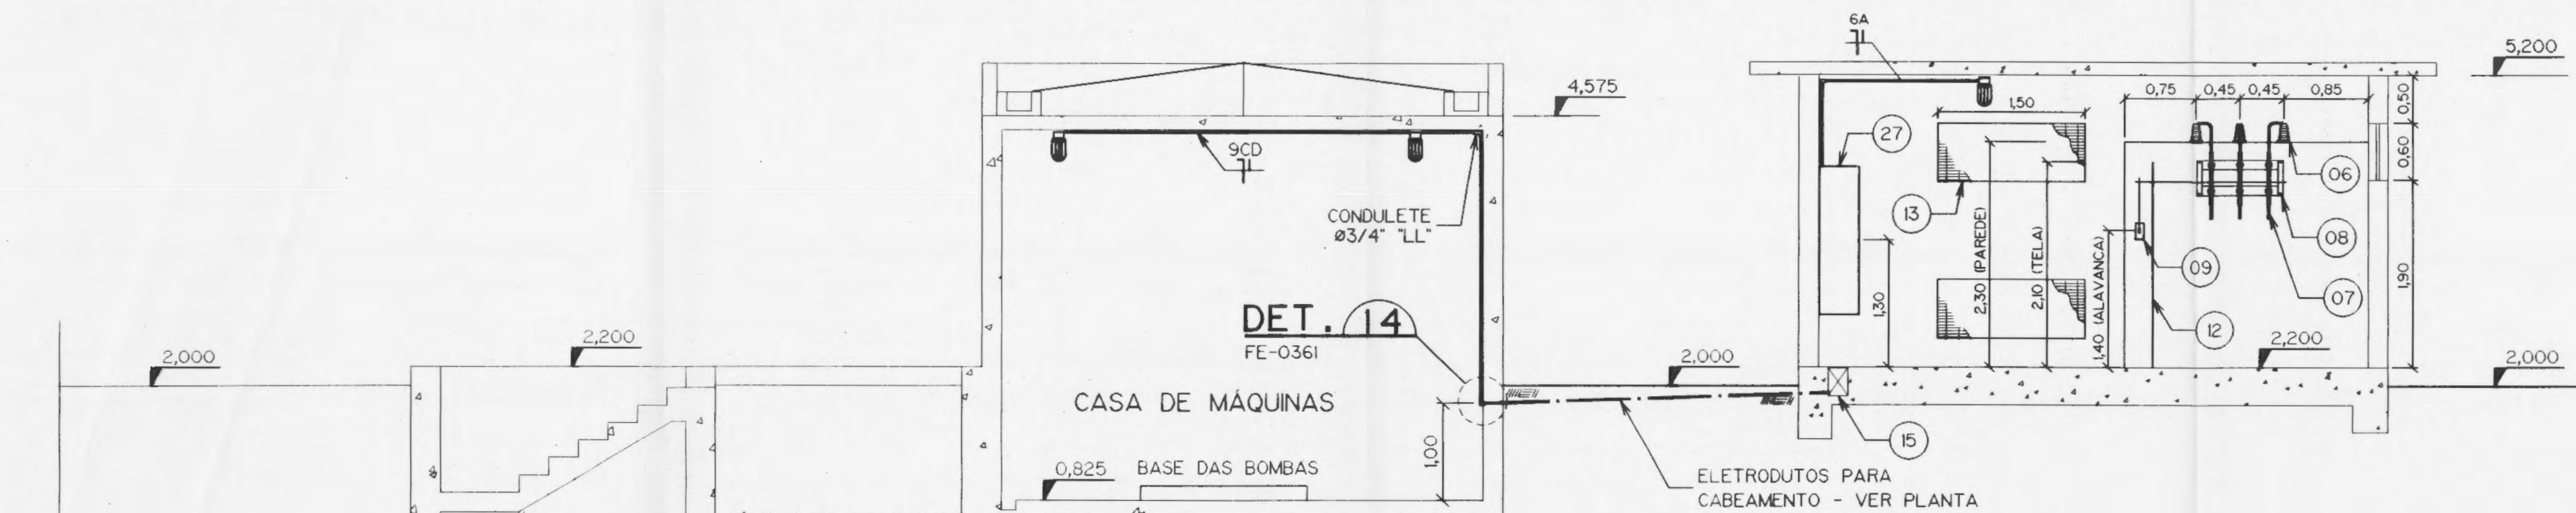 6A
5,200
4,575
0,75
0,45
0,45
0,85
0,50
1,50
27
9CD
06
0,60
CONDULETE
Ø3/4" "LL"
13
08
2,30 (PAREDE)
2,10 (TELA)
1,40 (ALAVANCA)
09
07
1,90
1,30
DET. 14
FE-0361
12
2,200
2,200
2,000
2,000
2,000
CASA DE MÁQUINAS
15
1,00
0,825
BASE DAS BOMBAS
ELETRODUTOS PARA
CABEAMENTO - VER PLANTA